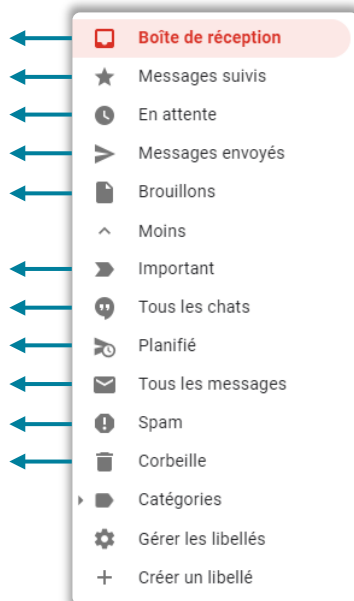 Boîte de réception
Messages suivis
En attente
Messages envoyés
Brouillons
Moins
Important
Tous les chats
Planifié
Tous les messages
Spam
Corbeille
Catégories
Gérer les libellés
Créer un libellé